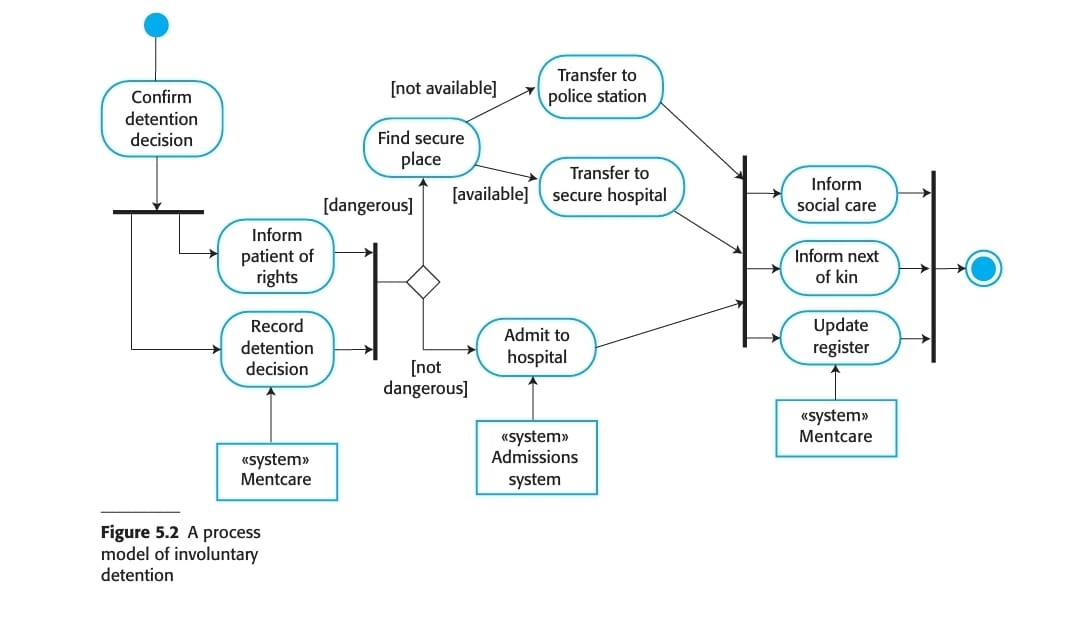 Confirm
detention
decision
Inform
patient of
rights
Record
detention
decision
«system»
Mentcare
[dangerous]
[not
dangerous]
Find secure
place
[not available]
[available]
Transfer to
police station
Transfer to
secure hospital
Admit to
hospital
«system»
Admissions
system
Inform
social care
Inform next
of kin
Update
register
«system»
Mentcare
Figure 5.2 A process
model of involuntary
detention